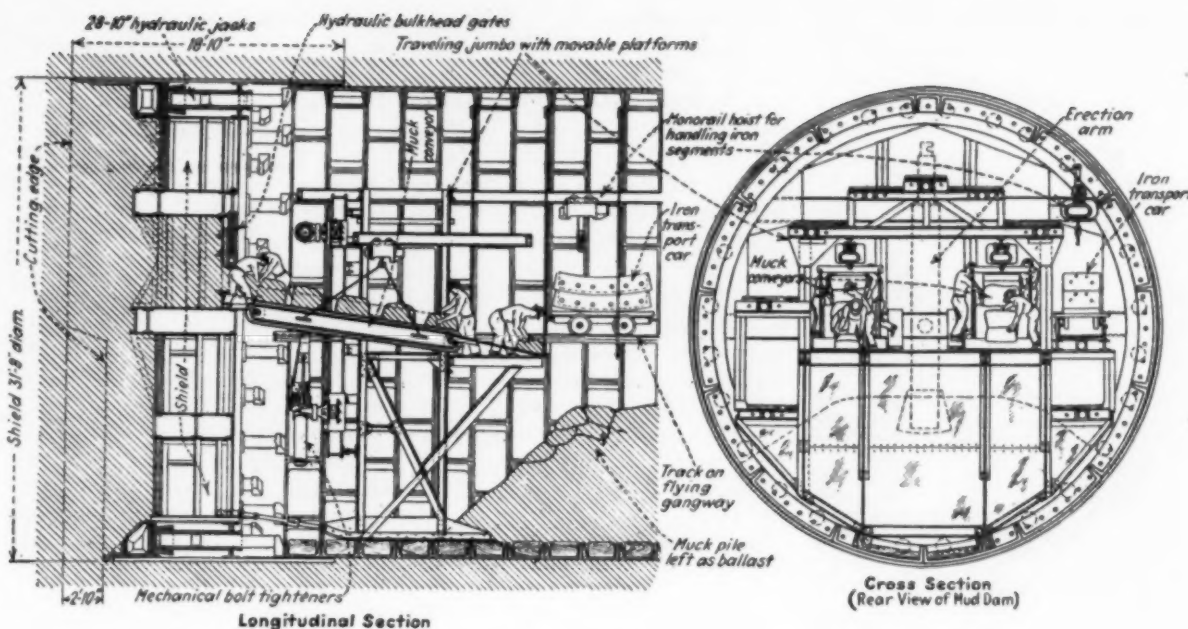 28-10" hydraulic jacks
18'-10"
Hydraulic bulkhead gates
Traveling jumbo with movable platforms
Cutting edge
Shield 31'-8" diam.
Shield
Muck
conveyor
Monorail hoist for
handling iron
segments
Iron
trans-
port
car
Erection
arm
Iron
transport
car
Muck
conveyors
Track on
flying
gangway
Muck pile
left as ballast
2'-10"
Mechanical bolt tighteners
Longitudinal Section
Cross Section
(Rear View of Mud Dam)